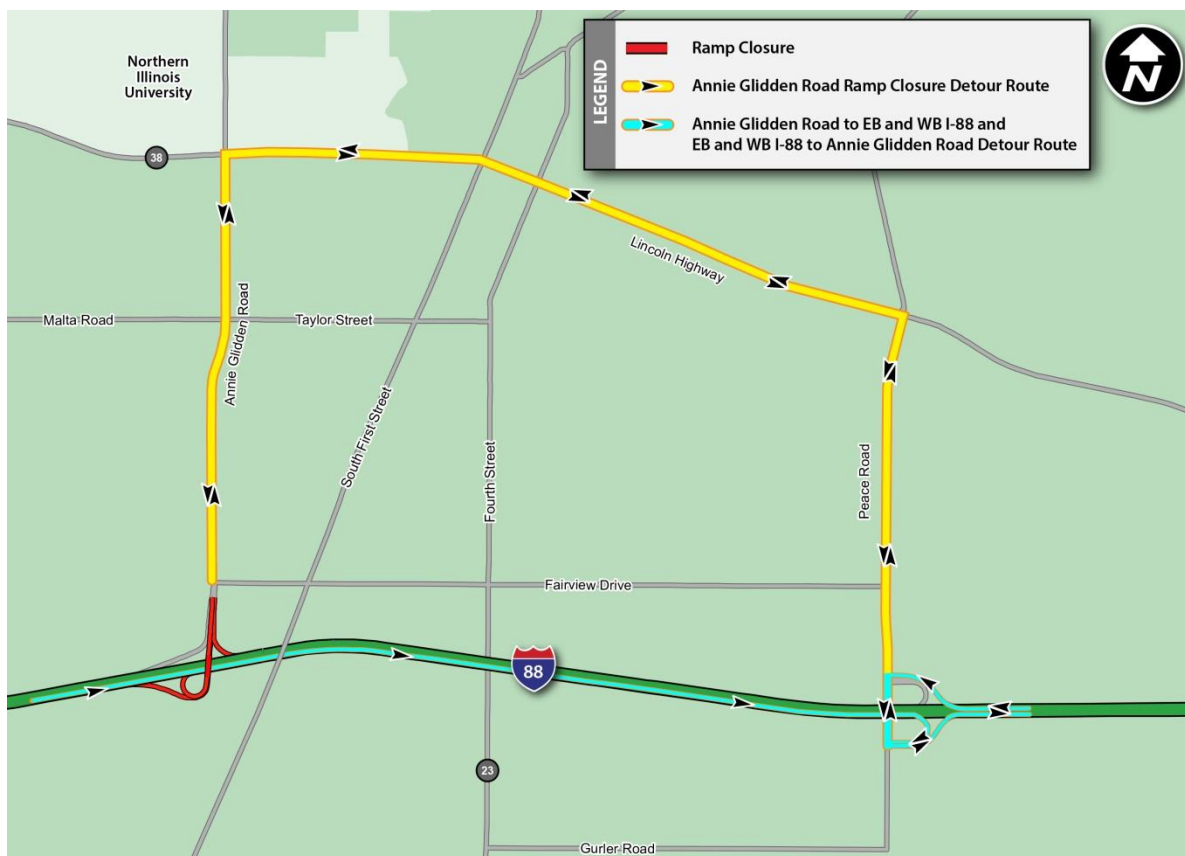 LEGEND
Ramp Closure
Annie Glidden Road Ramp Closure Detour Route
Annie Glidden Road to EB and WB I-88 and
EB and WB I-88 to Annie Glidden Road Detour Route
N
Northern
Illinois
University
38
Lincoln Highway
Malta Road
Taylor Street
Annie Glidden Road
South First Street
Fourth Street
Peace Road
Fairview Drive
88
23
Gurler Road